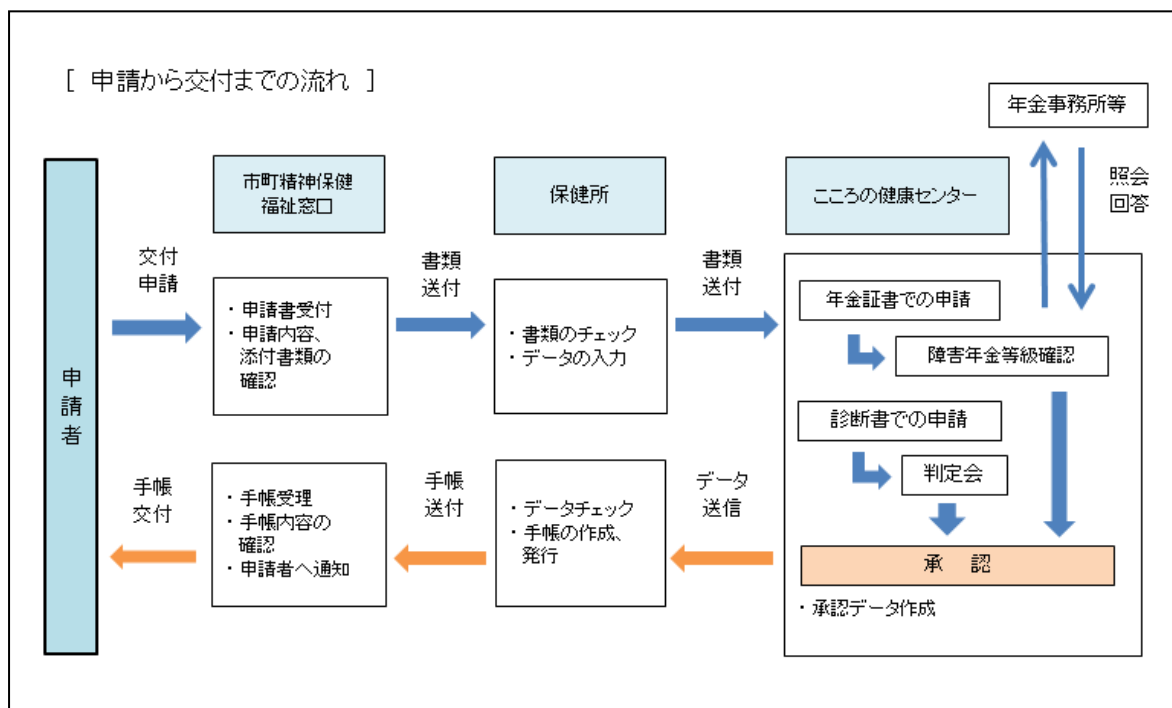 [ 申請から交付までの流れ ]
年金事務所等
照会
回答
市町精神保健
福祉窓口
保健所
こころの健康センター
申請者
交付
申請
・申請書受付
・申請内容、
添付書類の
確認
書類
送付
・書類のチェック
・データの入力
書類
送付
年金証書での申請
障害年金等級確認
診断書での申請
判定会
承 認
・承認データ作成
データ
送信
・データチェック
・手帳の作成、
発行
手帳
送付
・手帳受理
・手帳内容の
確認
・申請者へ通知
手帳
交付